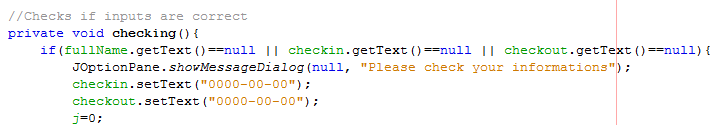 //Checks if inputs are correct
private void checking(){
if(fullName.getText()==null || checkin.getText()==null || checkout.getText()==null){
JOptionPane.showMessageDialog(null, "Please check your informations");
checkin.setText("0000-00-00");
checkout.setText("0000-00-00");
j=0;